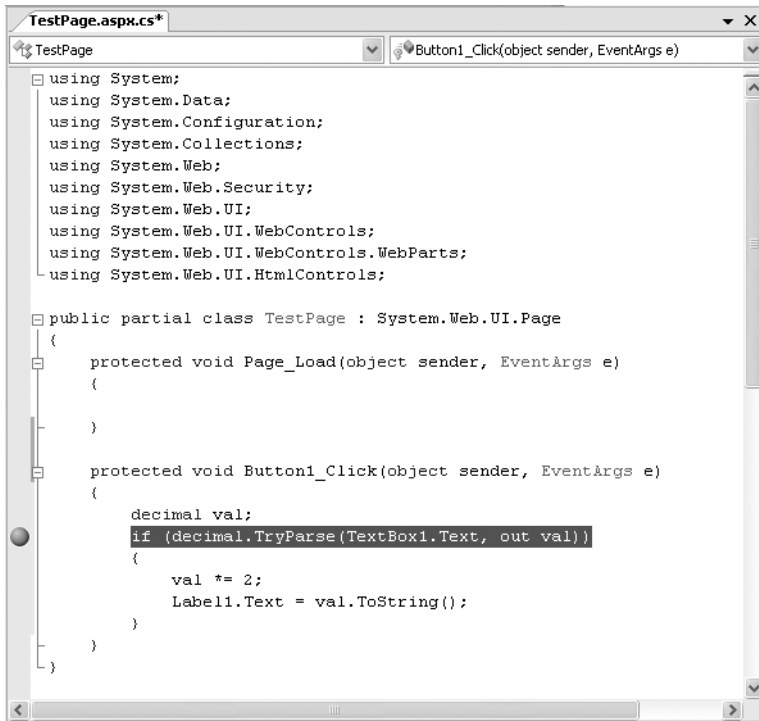 TestPage.aspx.cs*
TestPage
Button1_Click(object sender, EventArgs e)
using System;
using System.Data;
using System.Configuration;
using System.Collections;
using System.Web;
using System.Web.Security;
using System.Web.UI;
using System.Web.UI.WebControls;
using System.Web.UI.WebControls.WebParts;
using System.Web.UI.HtmlControls;
public partial class TestPage : System.Web.UI.Page
{
    protected void Page_Load(object sender, EventArgs e)
    {
    }
    protected void Button1_Click(object sender, EventArgs e)
    {
        decimal val;
        if (decimal.TryParse(TextBox1.Text, out val))
        {
            val *= 2;
            Label1.Text = val.ToString();
        }
    }
}